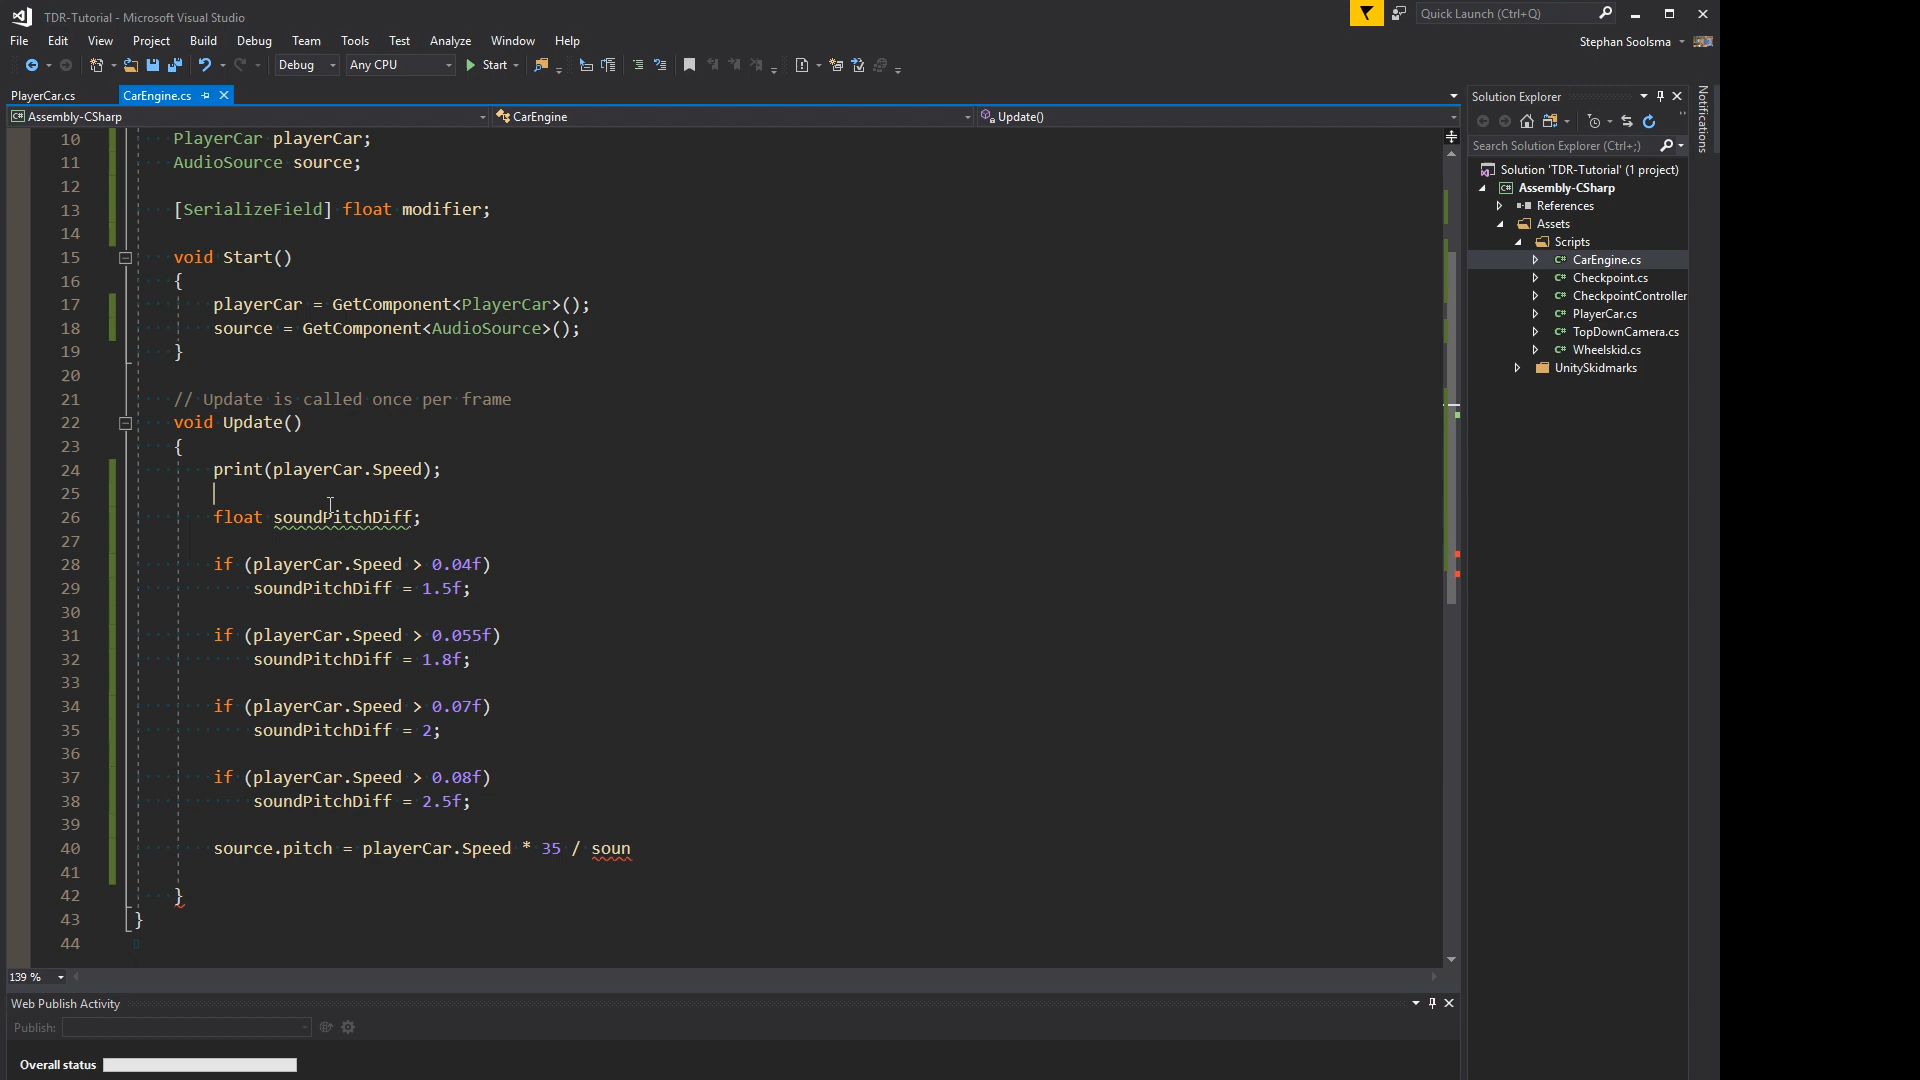 TDR-Tutorial - Microsoft Visual Studio
Quick Launch (Ctrl+Q)
File Edit View Project Build Debug Team Tools Test Analyze Window Help
Stephan Soolsma
Debug Any CPU Start
PlayerCar.cs CarEngine.cs
Assembly-CSharp CarEngine Update()
10 PlayerCar playerCar;
11 AudioSource source;
12
13 [SerializeField] float modifier;
14
15 void Start()
16 {
17 playerCar = GetComponent<PlayerCar>();
18 source = GetComponent<AudioSource>();
19 }
20
21 // Update is called once per frame
22 void Update()
23 {
24 print(playerCar.Speed);
25
26 float soundPitchDiff;
27
28 if (playerCar.Speed > 0.04f)
29 soundPitchDiff = 1.5f;
30
31 if (playerCar.Speed > 0.055f)
32 soundPitchDiff = 1.8f;
33
34 if (playerCar.Speed > 0.07f)
35 soundPitchDiff = 2;
36
37 if (playerCar.Speed > 0.08f)
38 soundPitchDiff = 2.5f;
39
40 source.pitch = playerCar.Speed * 35 / soun
41
42 }
43 }
44
139 %
Web Publish Activity
Publish:
Overall status
Solution Explorer
Search Solution Explorer (Ctrl+;)
Solution 'TDR-Tutorial' (1 project)
C# Assembly-CSharp
References
Assets
Scripts
C# CarEngine.cs
C# Checkpoint.cs
C# CheckpointController
C# PlayerCar.cs
C# TopDownCamera.cs
C# Wheelskid.cs
UnitySkidmarks
Notifications